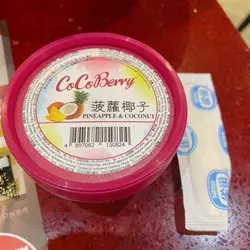 CoCoBerry
菠蘿椰子
PINEAPPLE & COCONUT
4 897062 150824